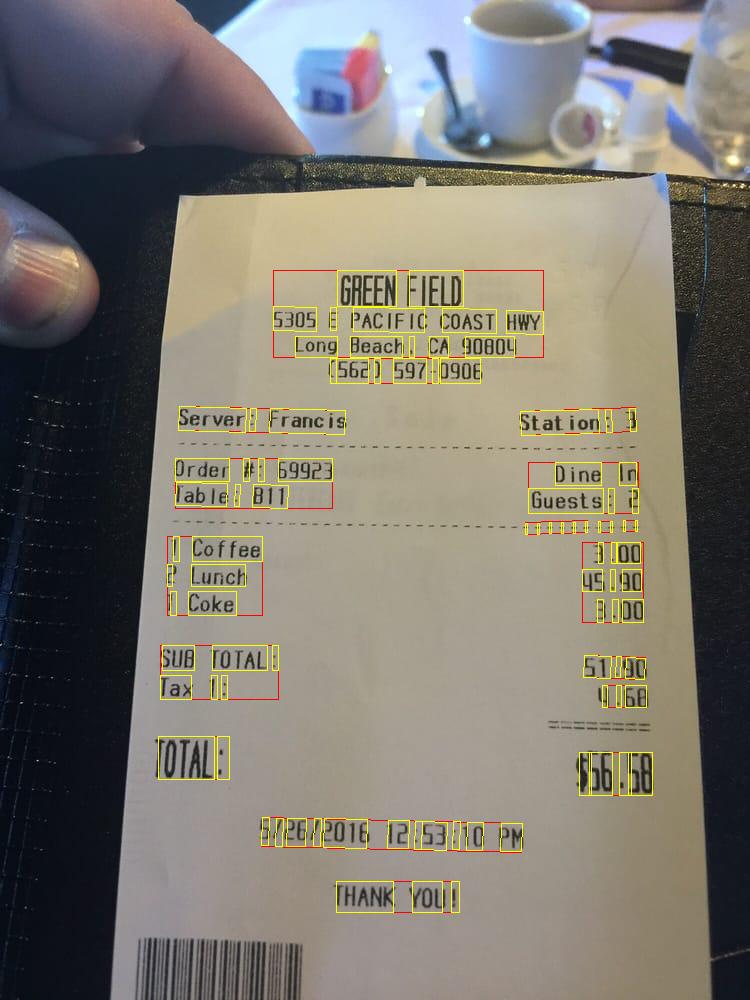 GREEN FIELD
5305 E PACIFIC COAST HWY
Long Beach, CA 90804
(562) 597-0906
Server: Francis Station: 3
Order #: 59923 Dine In
Table: B11 Guests: 2
1 Coffee 3.00
2 Lunch 45.90
1 Coke 3.00
SUB TOTAL: 51.90
Tax 1: 4.68
TOTAL: $56.58
5/26/2016 12:53:10 PM
THANK YOU!